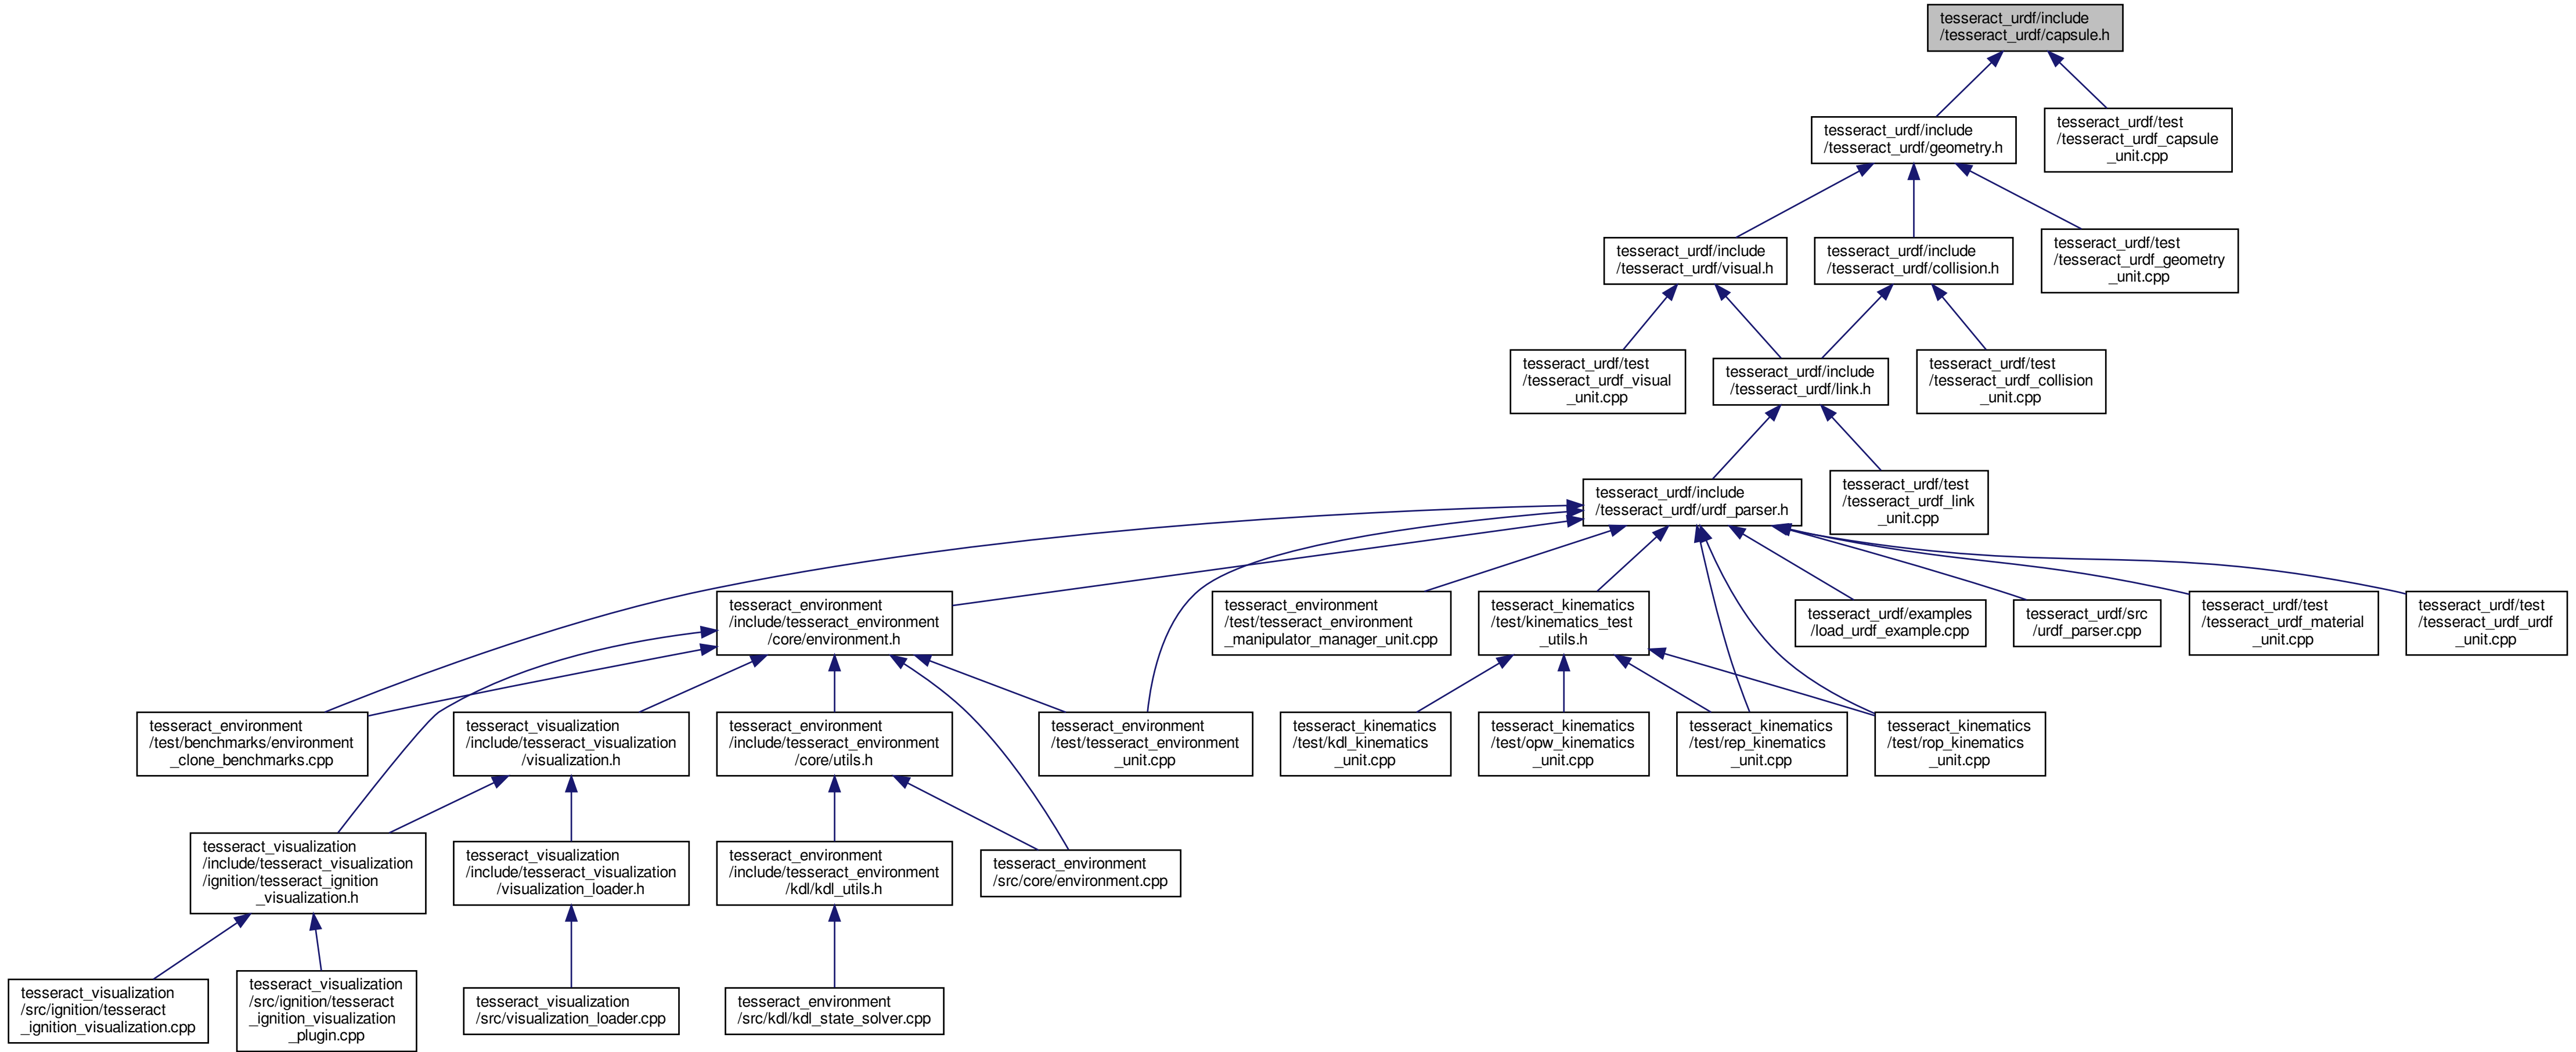 tesseract_urdf/include
/tesseract_urdf/capsule.h
tesseract_urdf/include
/tesseract_urdf/geometry.h
tesseract_urdf/test
/tesseract_urdf_capsule
_unit.cpp
tesseract_urdf/include
/tesseract_urdf/visual.h
tesseract_urdf/include
/tesseract_urdf/collision.h
tesseract_urdf/test
/tesseract_urdf_geometry
_unit.cpp
tesseract_urdf/test
/tesseract_urdf_visual
_unit.cpp
tesseract_urdf/include
/tesseract_urdf/link.h
tesseract_urdf/test
/tesseract_urdf_collision
_unit.cpp
tesseract_urdf/include
/tesseract_urdf/urdf_parser.h
tesseract_urdf/test
/tesseract_urdf_link
_unit.cpp
tesseract_environment
/include/tesseract_environment
/core/environment.h
tesseract_environment
/test/tesseract_environment
_manipulator_manager_unit.cpp
tesseract_kinematics
/test/kinematics_test
_utils.h
tesseract_urdf/examples
/load_urdf_example.cpp
tesseract_urdf/src
/urdf_parser.cpp
tesseract_urdf/test
/tesseract_urdf_material
_unit.cpp
tesseract_urdf/test
/tesseract_urdf_urdf
_unit.cpp
tesseract_environment
/test/benchmarks/environment
_clone_benchmarks.cpp
tesseract_visualization
/include/tesseract_visualization
/visualization.h
tesseract_environment
/include/tesseract_environment
/core/utils.h
tesseract_environment
/test/tesseract_environment
_unit.cpp
tesseract_kinematics
/test/kdl_kinematics
_unit.cpp
tesseract_kinematics
/test/opw_kinematics
_unit.cpp
tesseract_kinematics
/test/rep_kinematics
_unit.cpp
tesseract_kinematics
/test/rop_kinematics
_unit.cpp
tesseract_visualization
/include/tesseract_visualization
/ignition/tesseract_ignition
_visualization.h
tesseract_visualization
/include/tesseract_visualization
/visualization_loader.h
tesseract_environment
/include/tesseract_environment
/kdl/kdl_utils.h
tesseract_environment
/src/core/environment.cpp
tesseract_visualization
/src/ignition/tesseract
_ignition_visualization.cpp
tesseract_visualization
/src/ignition/tesseract
_ignition_visualization
_plugin.cpp
tesseract_visualization
/src/visualization_loader.cpp
tesseract_environment
/src/kdl/kdl_state_solver.cpp